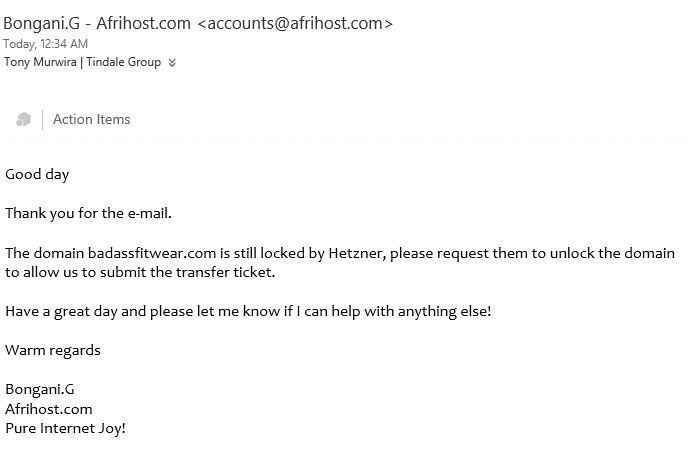 Bongani.G - Afrihost.com <accounts@afrihost.com>
Today, 12:34 AM
Tony Murwira | Tindale Group
Action Items
Good day
Thank you for the e-mail.
The domain badassfitwear.com is still locked by Hetzner, please request them to unlock the domain
to allow us to submit the transfer ticket.
Have a great day and please let me know if I can help with anything else!
Warm regards
Bongani.G
Afrihost.com
Pure Internet Joy!